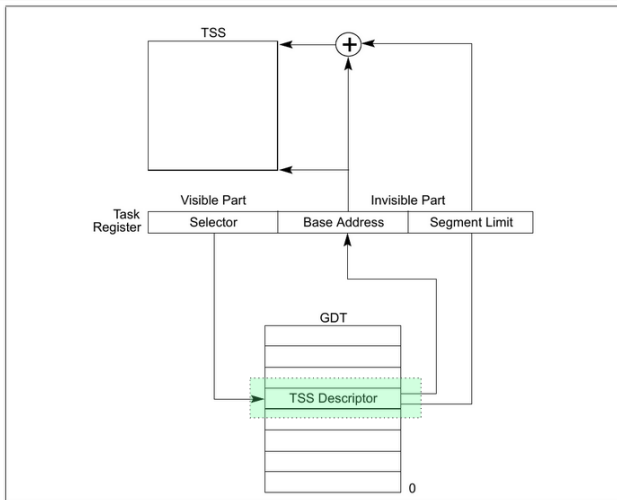 TSS
+
Visible Part
Invisible Part
Task
Register
Selector
Base Address
Segment Limit
GDT
TSS Descriptor
0